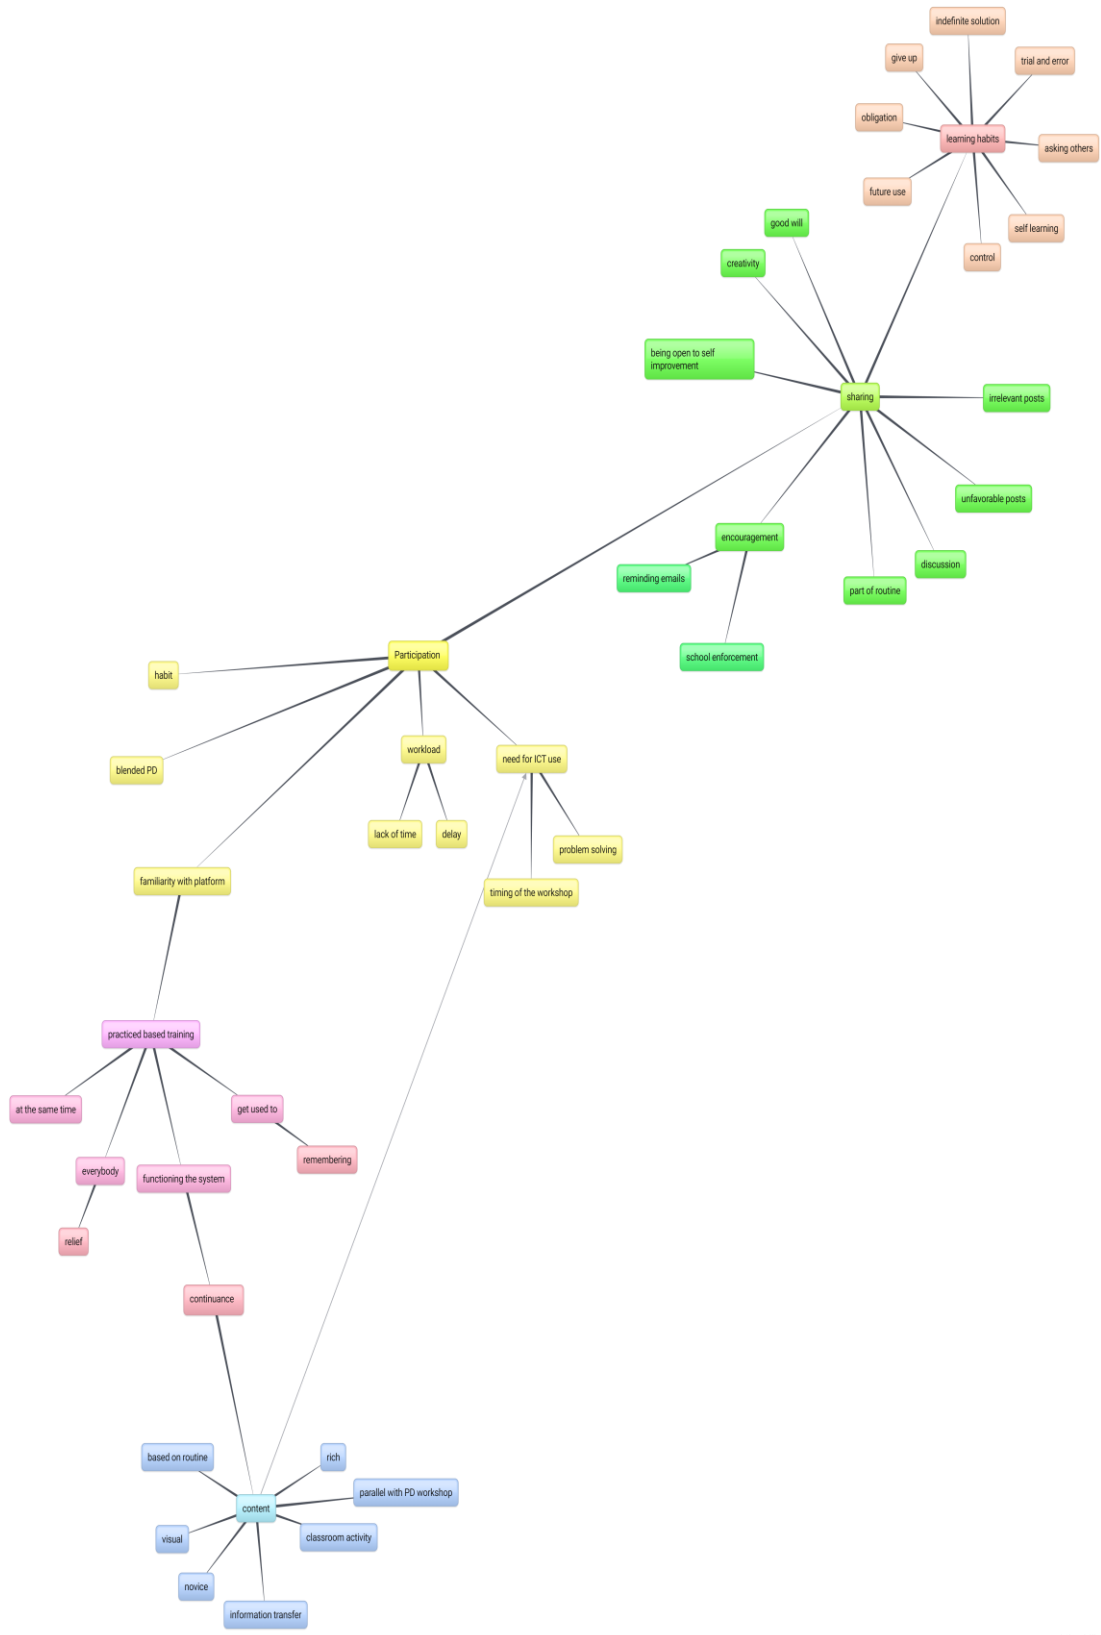 indefinite solution
give up
trial and error
obligation
learning habits
asking others
future use
self learning
control
good will
creativity
being open to self
improvement
sharing
irrelevant posts
unfavorable posts
encouragement
discussion
reminding emails
part of routine
school enforcement
Participation
habit
workload
need for ICT use
blended PD
lack of time
delay
problem solving
familiarity with platform
timing of the workshop
practiced based training
at the same time
get used to
remembering
everybody
functioning the system
relief
continuance
based on routine
rich
parallel with PD workshop
content
visual
classroom activity
novice
information transfer